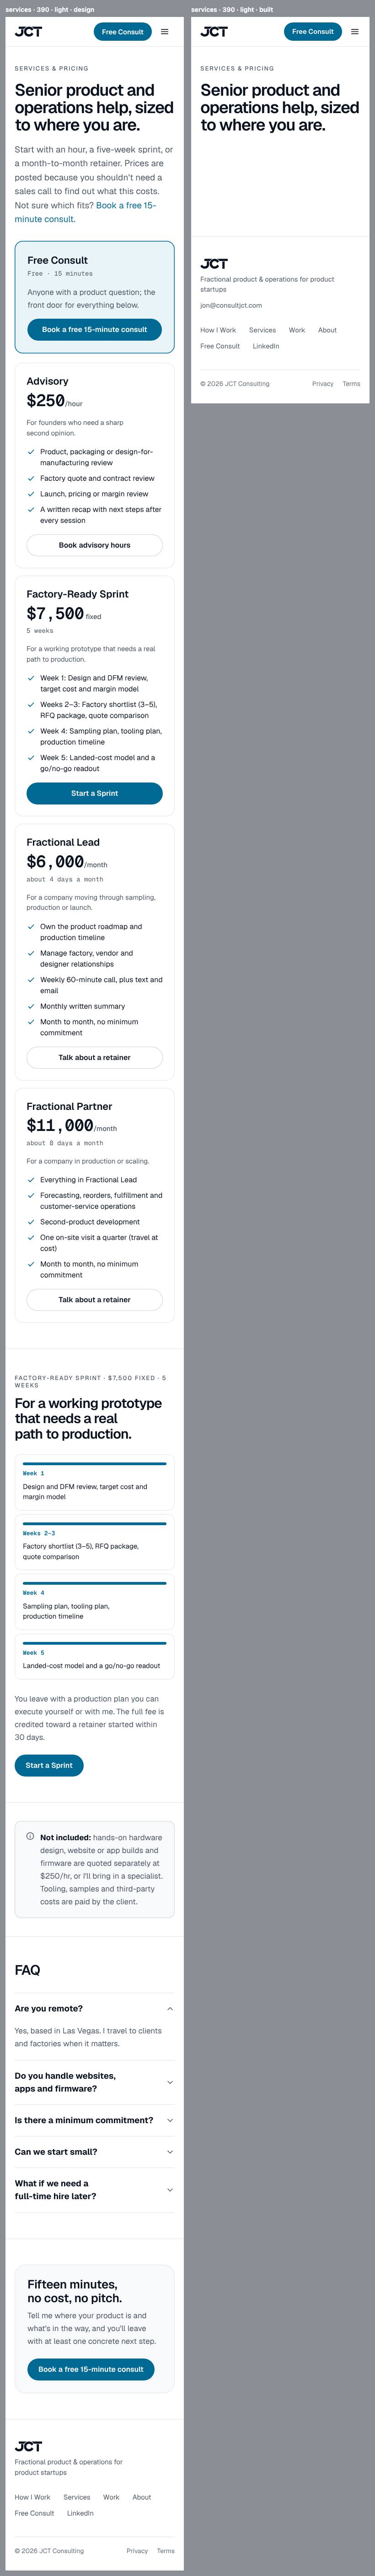 services · 390 · light · design
JCT
Free Consult
SERVICES & PRICING
Senior product and
operations help, sized
to where you are.
Start with an hour, a five-week sprint, or
a month-to-month retainer. Prices are
posted because you shouldn't need a
sales call to find out what this costs.
Not sure which fits? Book a free 15-
minute consult.
Free Consult
Free · 15 minutes
Anyone with a product question; the
front door for everything below.
Book a free 15-minute consult
Advisory
$250/hour
For founders who need a sharp
second opinion.
Product, packaging or design-for-
manufacturing review
Factory quote and contract review
Launch, pricing or margin review
A written recap with next steps after
every session
Book advisory hours
Factory-Ready Sprint
$7,500 fixed
5 weeks
For a working prototype that needs a real
path to production.
Week 1: Design and DFM review,
target cost and margin model
Weeks 2–3: Factory shortlist (3–5),
RFQ package, quote comparison
Week 4: Sampling plan, tooling plan,
production timeline
Week 5: Landed-cost model and a
go/no-go readout
Start a Sprint
Fractional Lead
$6,000/month
about 4 days a month
For a company moving through sampling,
production or launch.
Own the product roadmap and
production timeline
Manage factory, vendor and
designer relationships
Weekly 60-minute call, plus text and
email
Monthly written summary
Month to month, no minimum
commitment
Talk about a retainer
Fractional Partner
$11,000/month
about 8 days a month
For a company in production or scaling.
Everything in Fractional Lead
Forecasting, reorders, fulfillment and
customer-service operations
Second-product development
One on-site visit a quarter (travel at
cost)
Month to month, no minimum
commitment
Talk about a retainer
FACTORY-READY SPRINT · $7,500 FIXED · 5
WEEKS
For a working prototype
that needs a real
path to production.
Week 1
Design and DFM review, target cost and
margin model
Weeks 2–3
Factory shortlist (3–5), RFQ package,
quote comparison
Week 4
Sampling plan, tooling plan,
production timeline
Week 5
Landed-cost model and a go/no-go readout
You leave with a production plan you can
execute yourself or with me. The full fee is
credited toward a retainer started within
30 days.
Start a Sprint
Not included: hands-on hardware
design, website or app builds and
firmware are quoted separately at
$250/hr, or I'll bring in a specialist.
Tooling, samples and third-party
costs are paid by the client.
FAQ
Are you remote?
Yes, based in Las Vegas. I travel to clients
and factories when it matters.
Do you handle websites,
apps and firmware?
Is there a minimum commitment?
Can we start small?
What if we need a
full-time hire later?
Fifteen minutes,
no cost, no pitch.
Tell me where your product is and
what's in the way, and you'll leave
with at least one concrete next step.
Book a free 15-minute consult
JCT
Fractional product & operations for
product startups
How I Work Services Work About
Free Consult LinkedIn
© 2026 JCT Consulting Privacy Terms
services · 390 · light · built
JCT
Free Consult
SERVICES & PRICING
Senior product and
operations help, sized
to where you are.
JCT
Fractional product & operations for product
startups
jon@consultjct.com
How I Work Services Work About
Free Consult LinkedIn
© 2026 JCT Consulting Privacy Terms